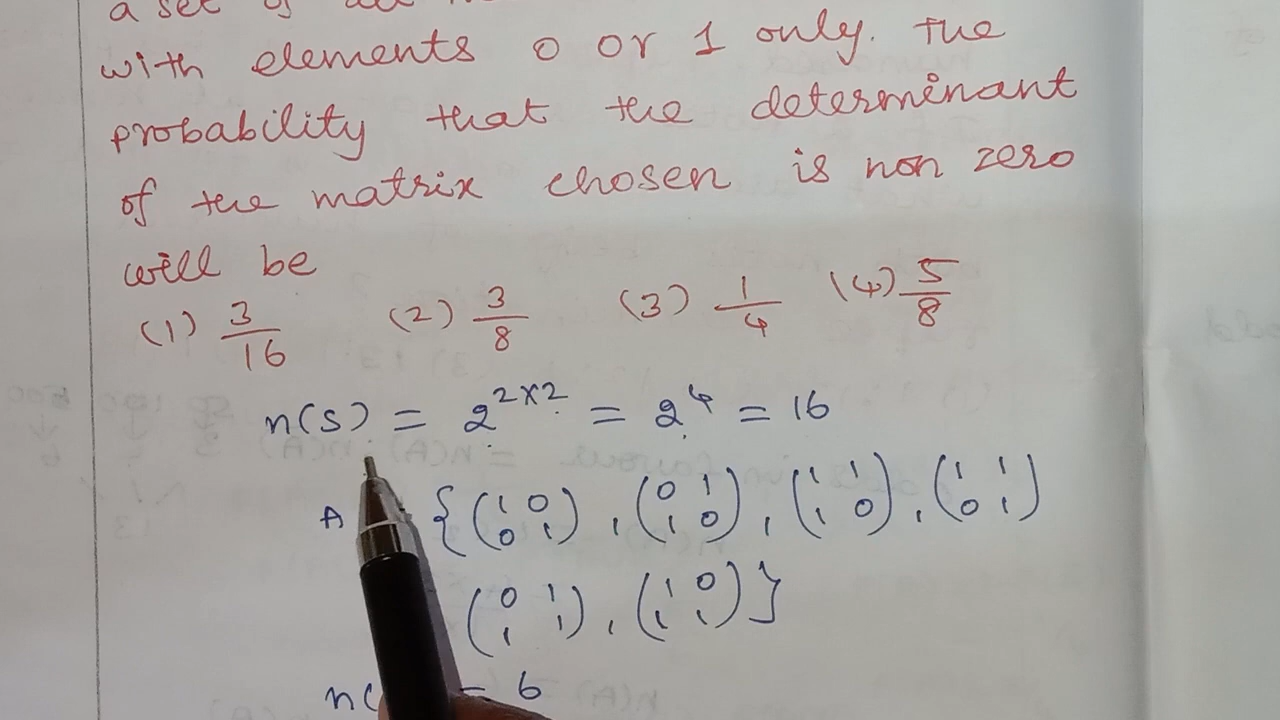 a set of all
with elements 0 or 1 only. The
probability that the determinant
of the matrix chosen is non zero
will be
(1) 3/16 (2) 3/8 (3) 1/4 (4) 5/8
n(S) = 2^{2×2} = 2^4 = 16
A {(1 0 / 0 1), (0 1 / 1 0), (1 1 / 1 0), (1 1 / 0 1)
(0 1 / 1 1), (1 0 / 1 1)}
n( = 6